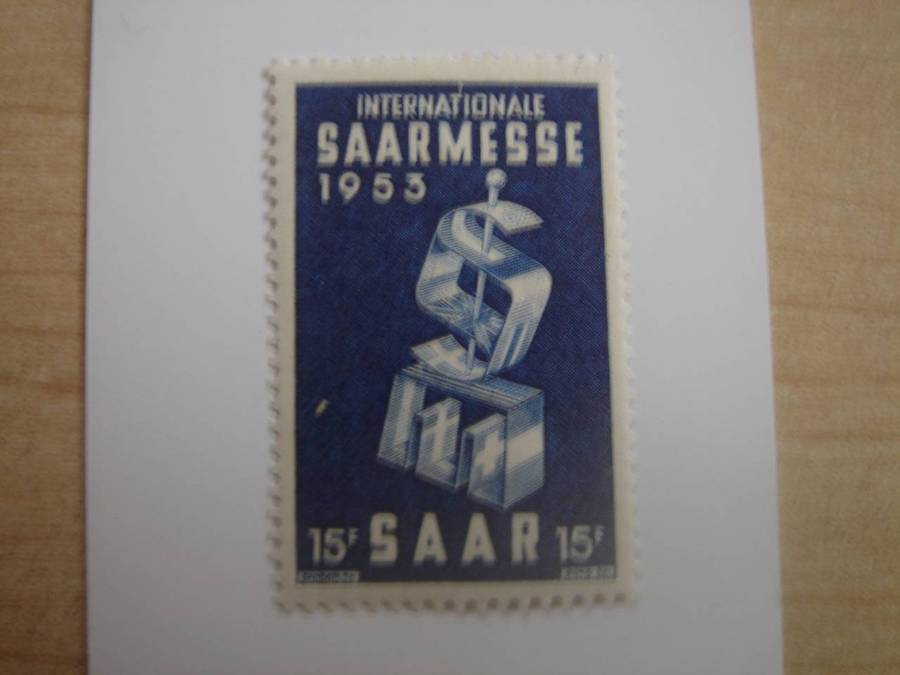 INTERNATIONALE
SAARMESSE
1953
15F SAAR 15F